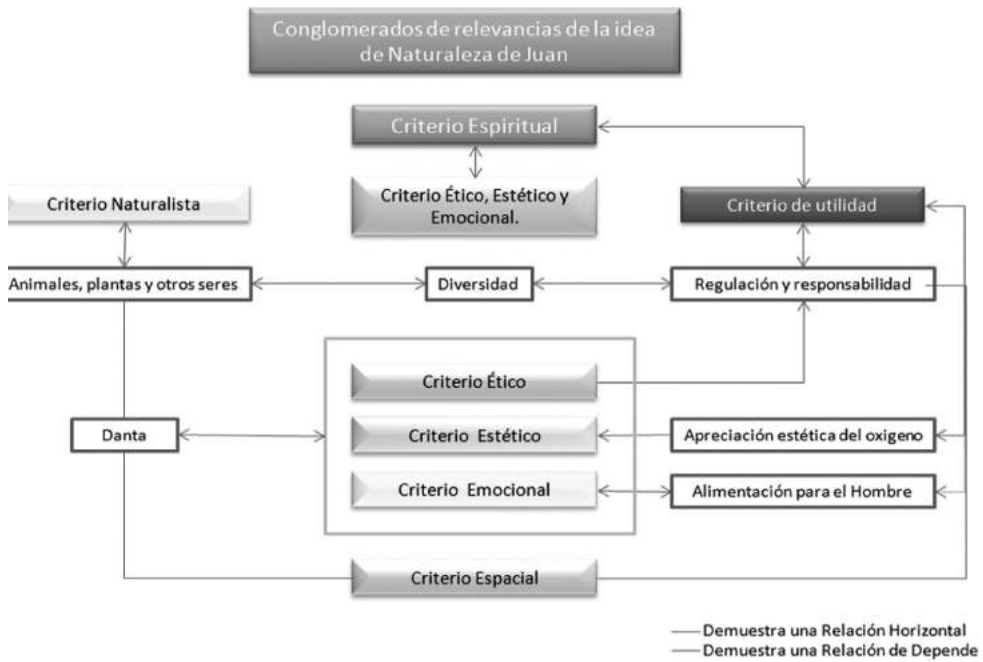 Conglomerados de relevancias de la idea
de Naturaleza de Juan
Criterio Espiritual
Criterio Naturalista
Criterio Ético, Estético y
Emocional.
Criterio de utilidad
Animales, plantas y otros seres
Diversidad
Regulación y responsabilidad
Criterio Ético
Danta
Criterio Estético
Apreciación estética del oxigeno
Criterio Emocional
Alimentación para el Hombre
Criterio Espacial
Demuestra una Relación Horizontal
Demuestra una Relación de Depende